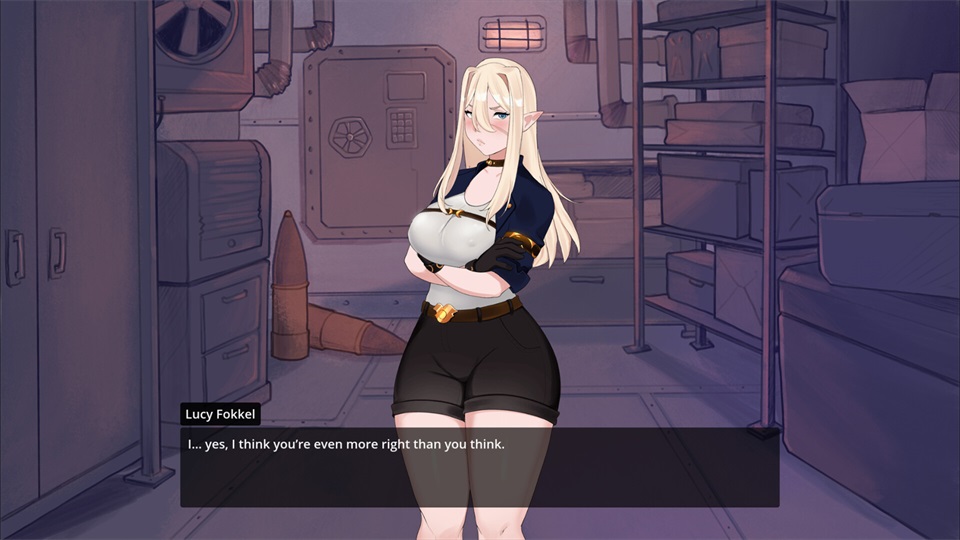 Lucy Fokkel
I... yes, I think you’re even more right than you think.